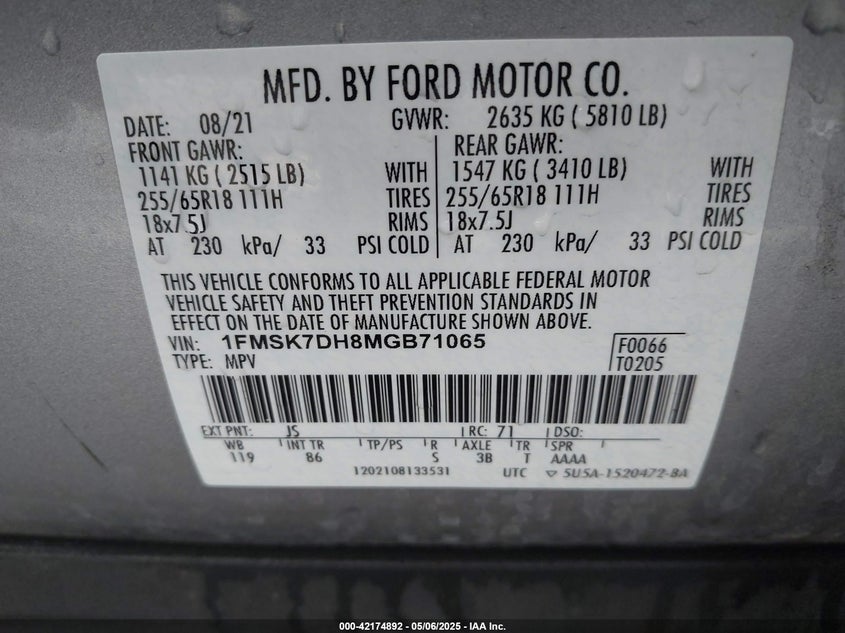 MFD. BY FORD MOTOR CO.
DATE: 08/21 GVWR: 2635 KG ( 5810 LB)
FRONT GAWR: REAR GAWR:
1141 KG ( 2515 LB) WITH 1547 KG ( 3410 LB) WITH
255/65R18 111H TIRES 255/65R18 111H TIRES
18x7.5J RIMS 18x7.5J RIMS
AT 230 kPa/ 33 PSI COLD AT 230 kPa/ 33 PSI COLD
THIS VEHICLE CONFORMS TO ALL APPLICABLE FEDERAL MOTOR
VEHICLE SAFETY AND THEFT PREVENTION STANDARDS IN
EFFECT ON THE DATE OF MANUFACTURE SHOWN ABOVE.
VIN: 1FMSK7DH8MGB71065 F0066
TYPE: MPV T0205
EXT PNT: JS RC: 71 DSO:
WB INT TR TP/PS R AXLE TR SPR
119 86 S 3B T AAAA
1202108133531 UTC ▽ 5U5A-1520472-BA
000-42174892 - 05/06/2025 - IAA Inc.